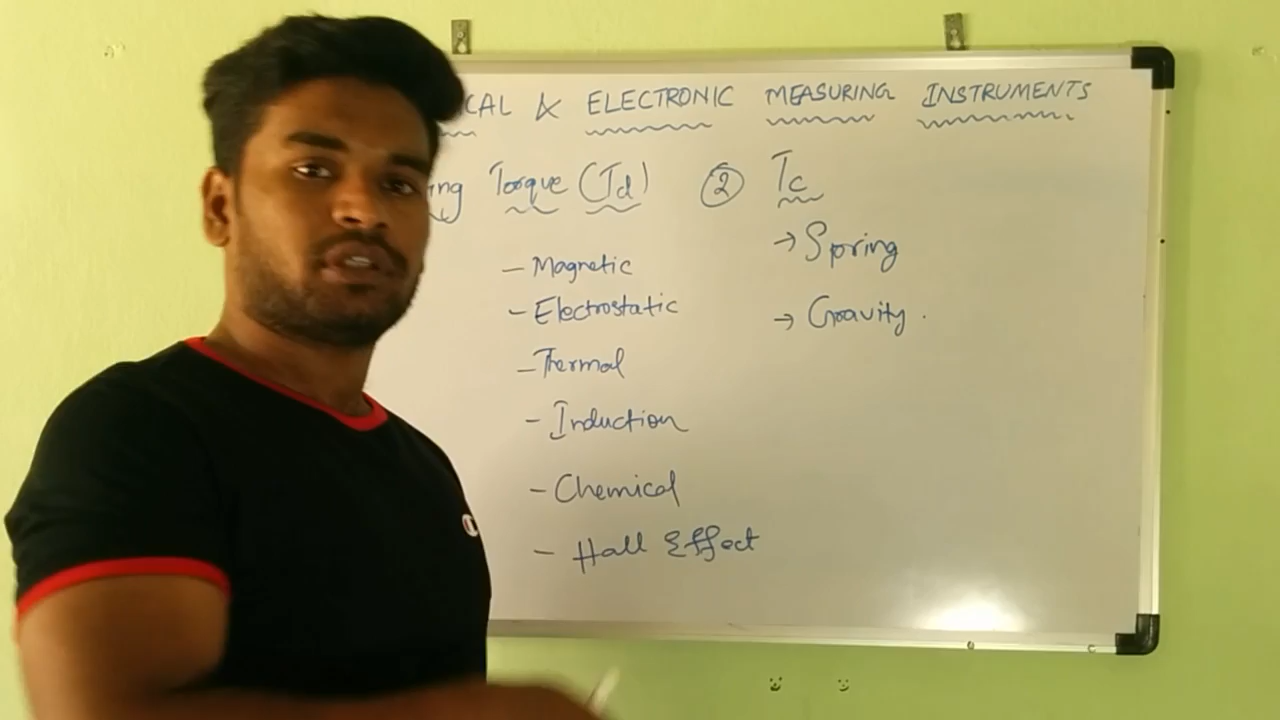 CAL & ELECTRONIC MEASURING INSTRUMENTS
ing Torque (Td)
- Magnetic
- Electrostatic
- Thermal
- Induction
- Chemical
- Hall Effect
② Tc
→ Spring
→ Gravity.